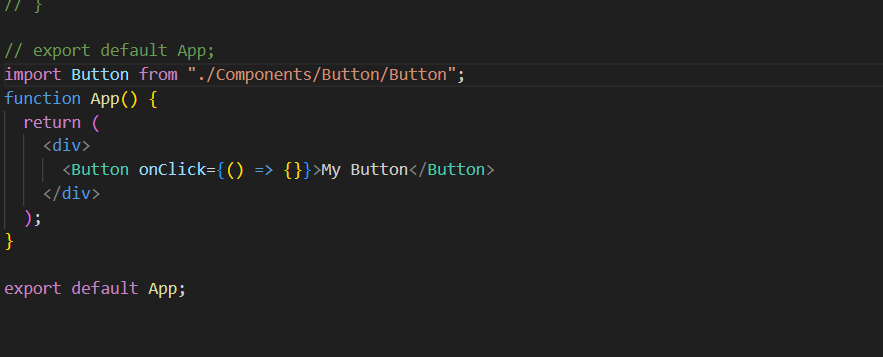 // }
// export default App;
import Button from "./Components/Button/Button";
function App() {
return (
<div>
<Button onClick={() => {}}>My Button</Button>
</div>
);
}
export default App;